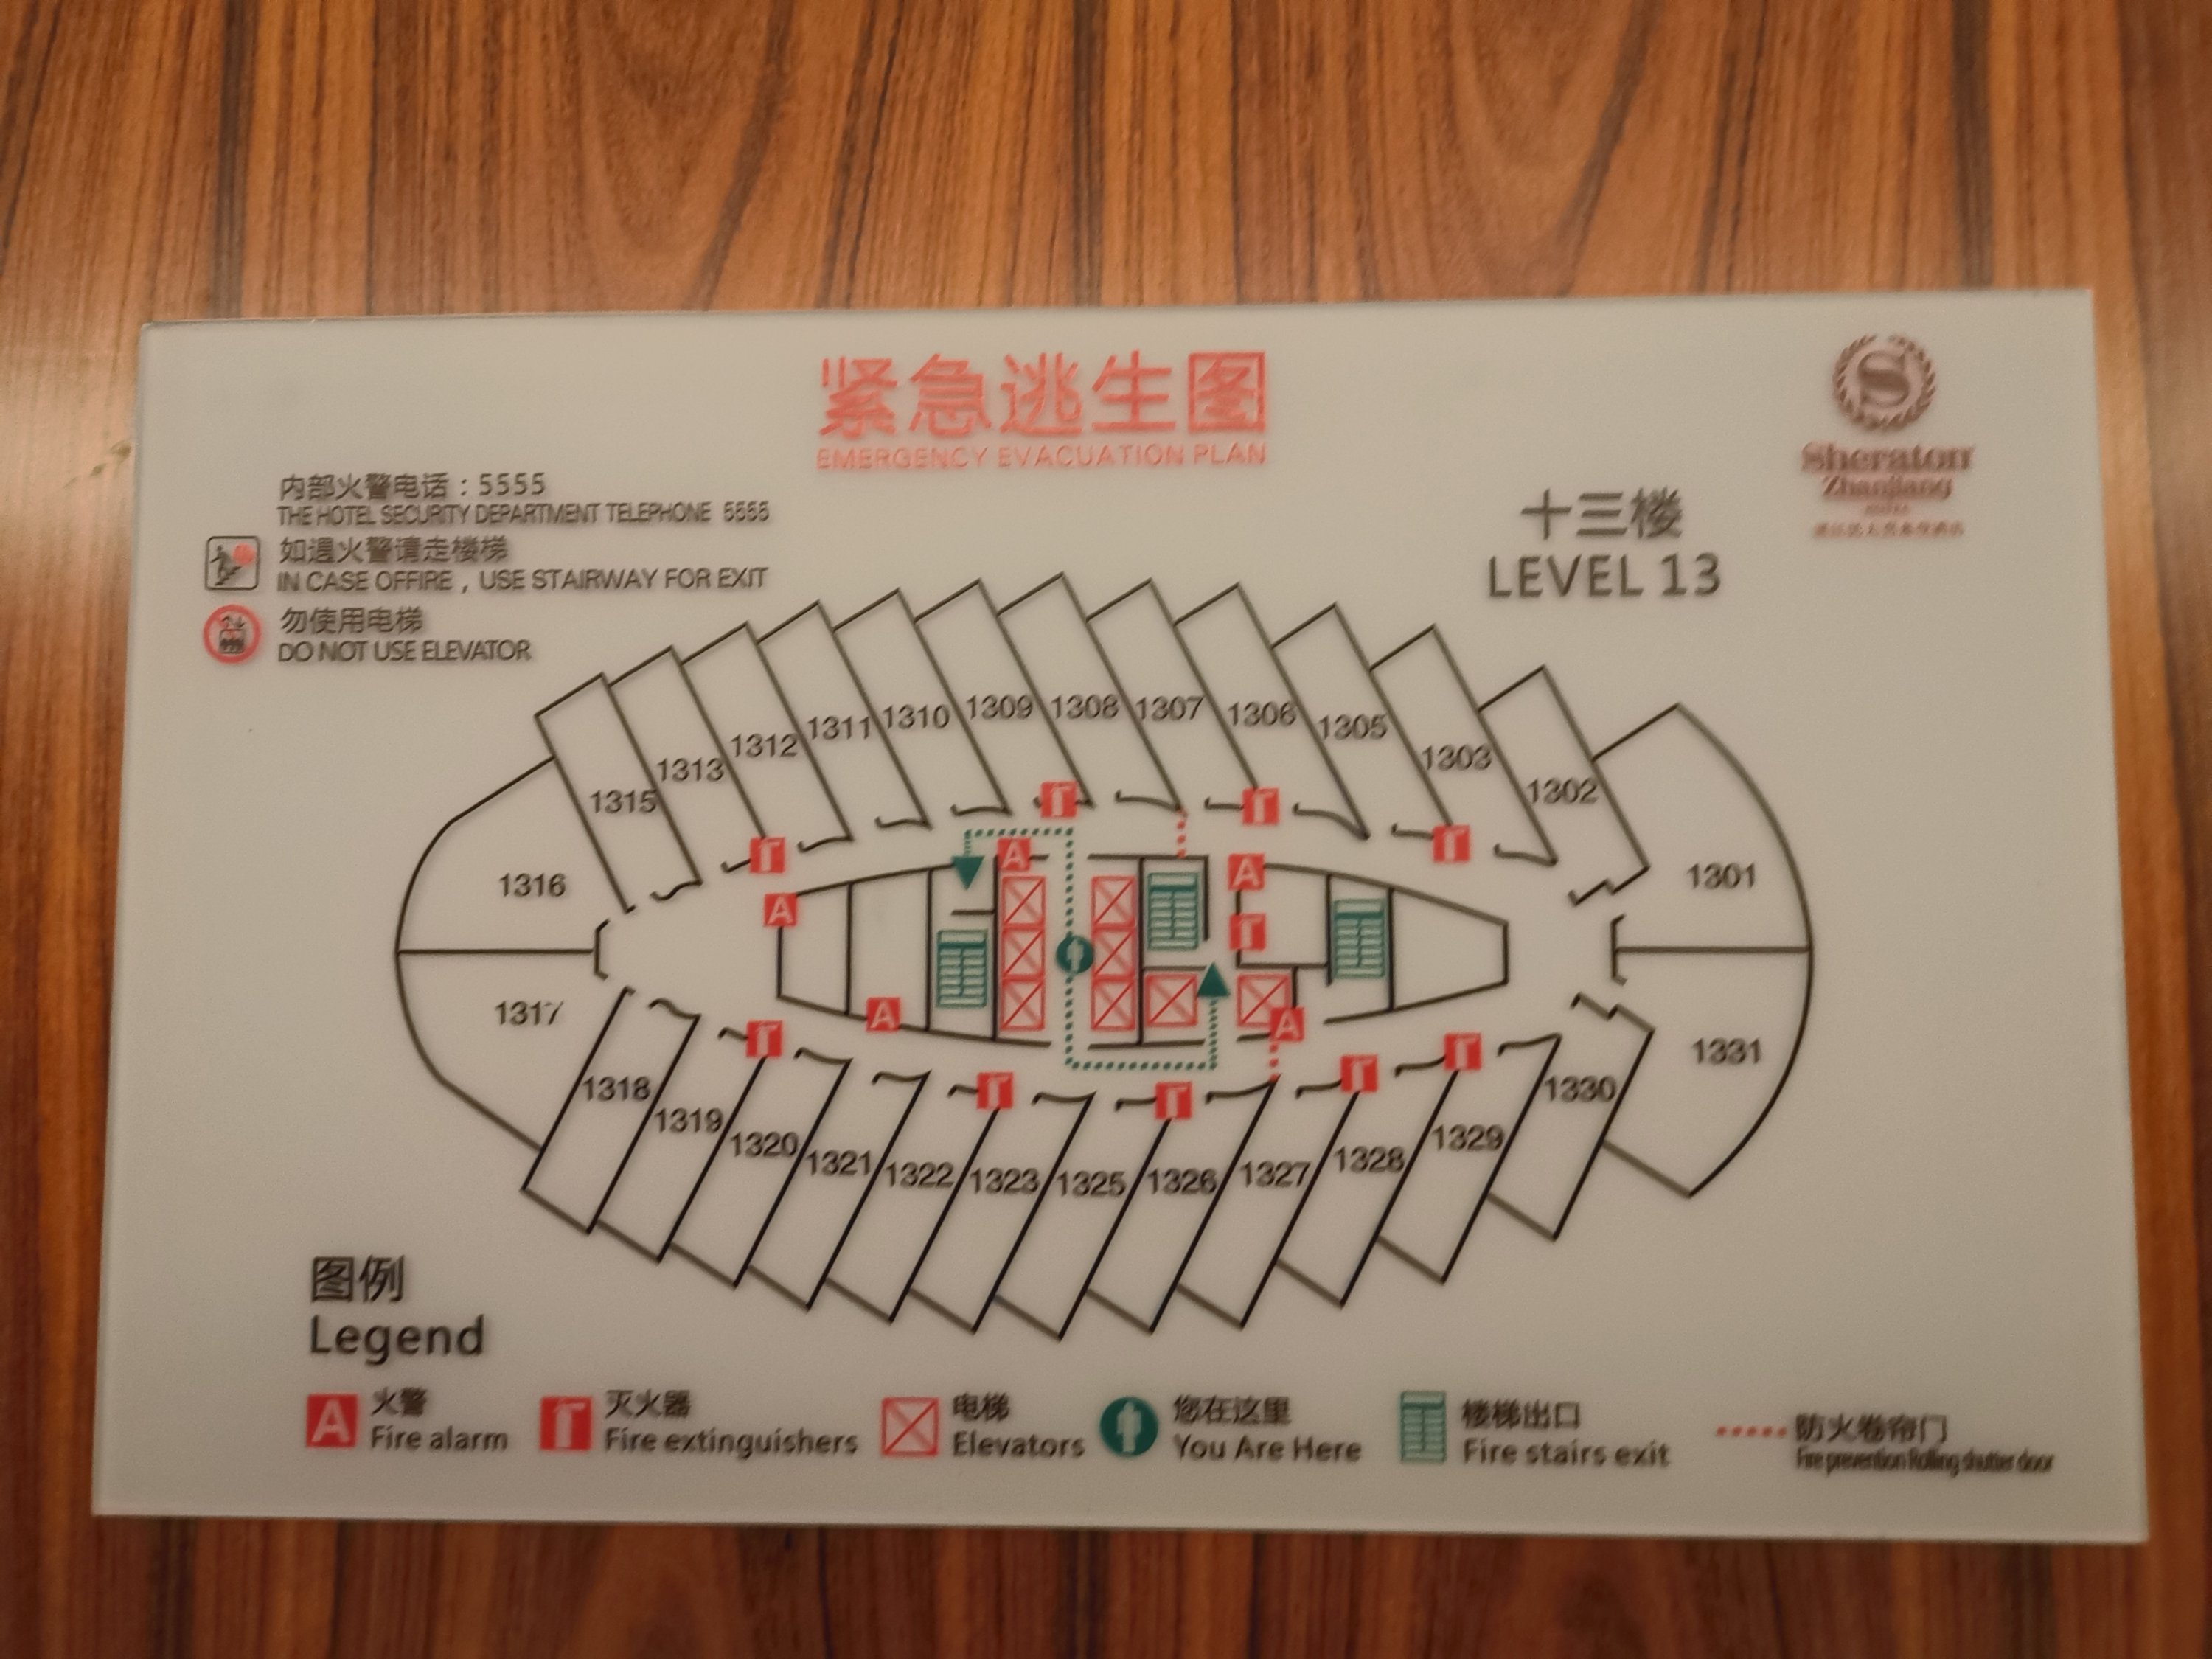 紧急逃生图
EMERGENCY EVACUATION PLAN
Sheraton
Zhanjiang
内部火警电话：5555
THE HOTEL SECURITY DEPARTMENT TELEPHONE 5555
如遇火警请走楼梯
IN CASE OFFIRE , USE STAIRWAY FOR EXIT
勿使用电梯
DO NOT USE ELEVATOR
十三楼
LEVEL 13
1315
1313
1312
1311
1310
1309
1308
1307
1306
1305
1303
1302
1301
1316
A
A
A
A
A
1317
1318
1319
1320
1321
1322
1323
1325
1326
1327
1328
1329
1330
1331
图例
Legend
A
火警
Fire alarm
灭火器
Fire extinguishers
电梯
Elevators
您在这里
You Are Here
楼梯出口
Fire stairs exit
防火卷帘门
Fire prevention Rolling shutter door